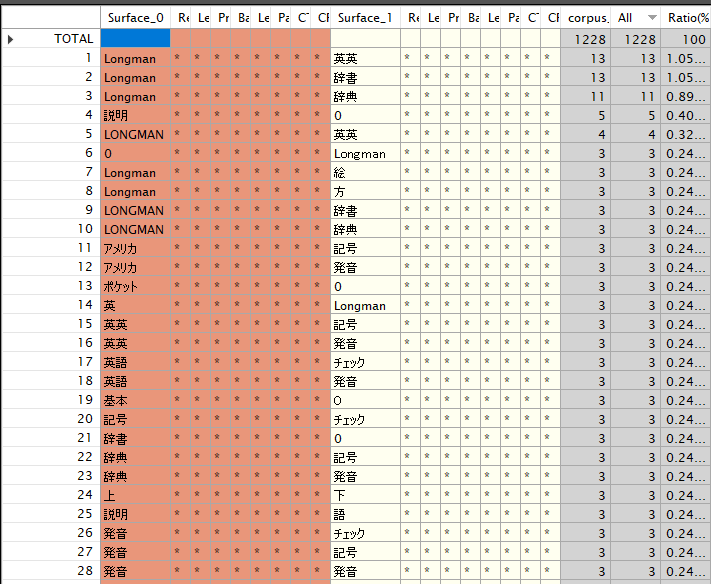 Surface_0 Re Le Pr Ba Le Pa CT CF Surface_1 Re Le Pr Ba Le Pa CT CF corpus_ All Ratio(%
TOTAL 1228 1228 100
1 Longman * * * * * * * * 英英 * * * * * * * * 13 13 1.05...
2 Longman * * * * * * * * 辞書 * * * * * * * * 13 13 1.05...
3 Longman * * * * * * * * 辞典 * * * * * * * * 11 11 0.89...
4 説明 * * * * * * * * 0 * * * * * * * * 5 5 0.40...
5 LONGMAN * * * * * * * * 英英 * * * * * * * * 4 4 0.32...
6 0 * * * * * * * * Longman * * * * * * * * 3 3 0.24...
7 Longman * * * * * * * * 絵 * * * * * * * * 3 3 0.24...
8 Longman * * * * * * * * 方 * * * * * * * * 3 3 0.24...
9 LONGMAN * * * * * * * * 辞書 * * * * * * * * 3 3 0.24...
10 LONGMAN * * * * * * * * 辞典 * * * * * * * * 3 3 0.24...
11 アメリカ * * * * * * * * 記号 * * * * * * * * 3 3 0.24...
12 アメリカ * * * * * * * * 発音 * * * * * * * * 3 3 0.24...
13 ポケット * * * * * * * * 0 * * * * * * * * 3 3 0.24...
14 英 * * * * * * * * Longman * * * * * * * * 3 3 0.24...
15 英英 * * * * * * * * 記号 * * * * * * * * 3 3 0.24...
16 英英 * * * * * * * * 発音 * * * * * * * * 3 3 0.24...
17 英語 * * * * * * * * チェック * * * * * * * * 3 3 0.24...
18 英語 * * * * * * * * 発音 * * * * * * * * 3 3 0.24...
19 基本 * * * * * * * * O * * * * * * * * 3 3 0.24...
20 記号 * * * * * * * * チェック * * * * * * * * 3 3 0.24...
21 辞書 * * * * * * * * 0 * * * * * * * * 3 3 0.24...
22 辞典 * * * * * * * * 記号 * * * * * * * * 3 3 0.24...
23 辞典 * * * * * * * * 発音 * * * * * * * * 3 3 0.24...
24 上 * * * * * * * * 下 * * * * * * * * 3 3 0.24...
25 説明 * * * * * * * * 語 * * * * * * * * 3 3 0.24...
26 発音 * * * * * * * * チェック * * * * * * * * 3 3 0.24...
27 発音 * * * * * * * * 記号 * * * * * * * * 3 3 0.24...
28 発音 * * * * * * * * 発音 * * * * * * * * 3 3 0.24...